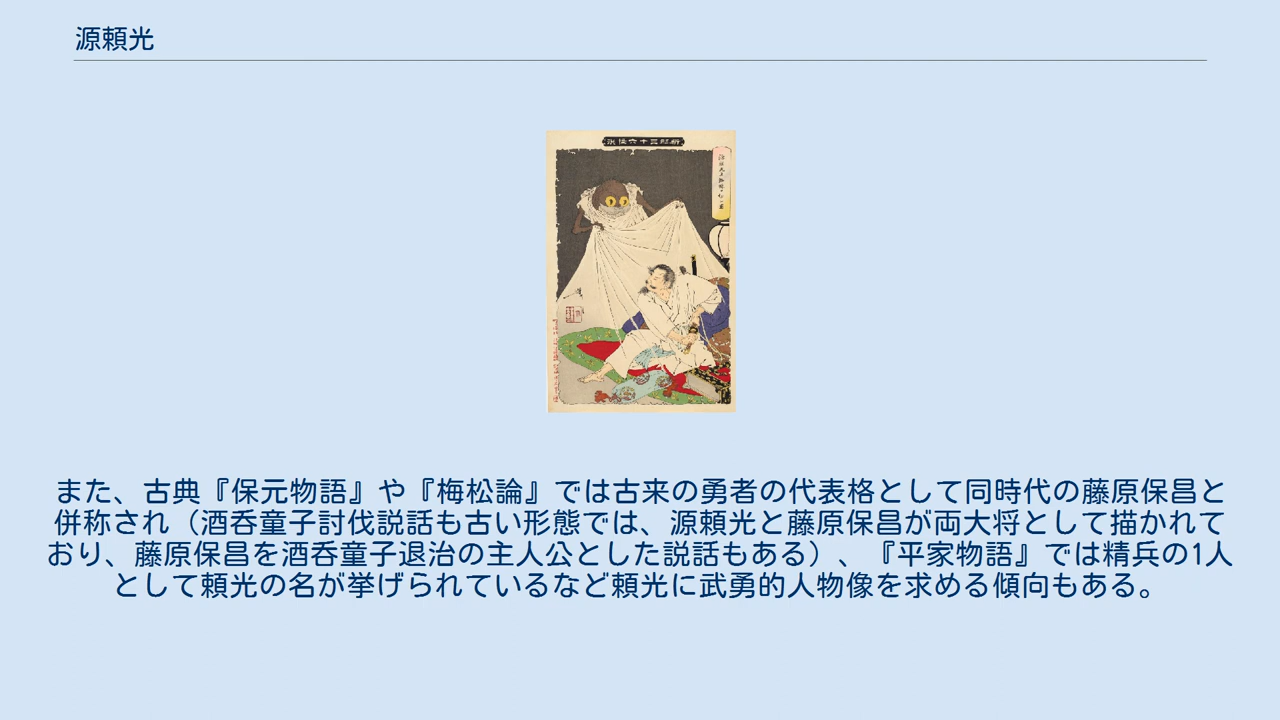 源頼光
新形三十六怪撰
また、古典『保元物語』や『梅松論』では古来の勇者の代表格として同時代の藤原保昌と
併称され（酒呑童子討伐説話も古い形態では、源頼光と藤原保昌が両大将として描かれて
おり、藤原保昌を酒呑童子退治の主人公とした説話もある）、『平家物語』では精兵の1人
として頼光の名が挙げられているなど頼光に武勇的人物像を求める傾向もある。